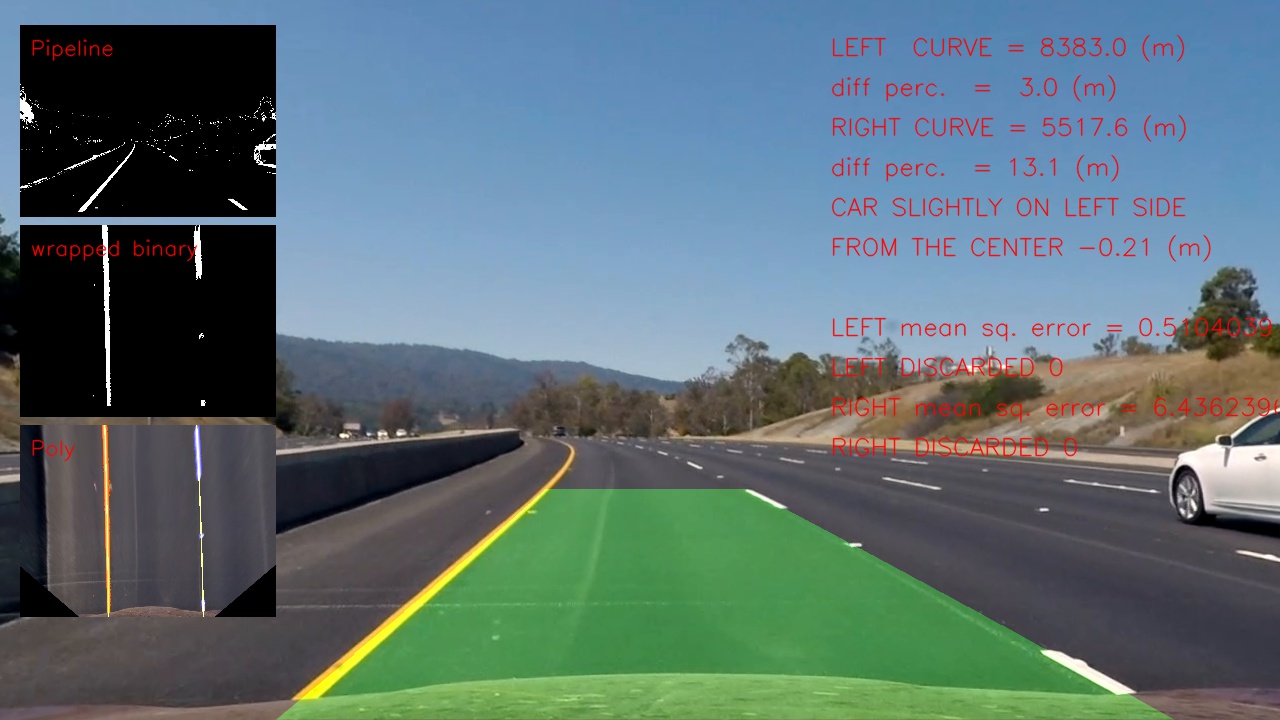 Pipeline
wrapped binary
Poly
LEFT CURVE = 8383.0 (m)
diff perc. = 3.0 (m)
RIGHT CURVE = 5517.6 (m)
diff perc. = 13.1 (m)
CAR SLIGHTLY ON LEFT SIDE
FROM THE CENTER -0.21 (m)
LEFT mean sq. error = 0.5104039
LEFT DISCARDED 0
RIGHT mean sq. error = 6.4362396
RIGHT DISCARDED 0